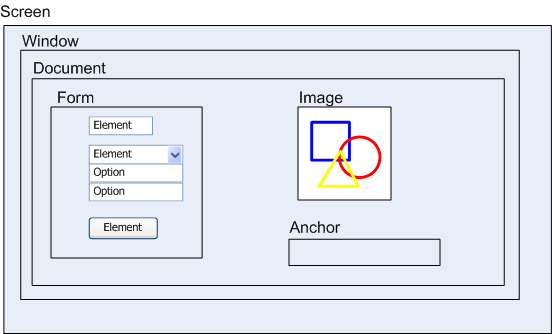 Screen
Window
Document
Form
Element
Element
Option
Option
Element
Image
Anchor